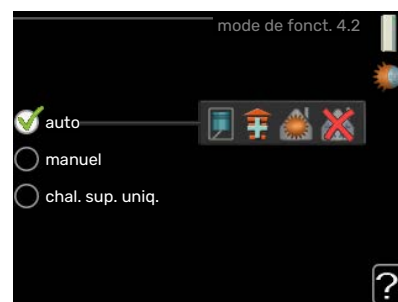 mode de fonct. 4.2
auto
manuel
chal. sup. uniq.
?